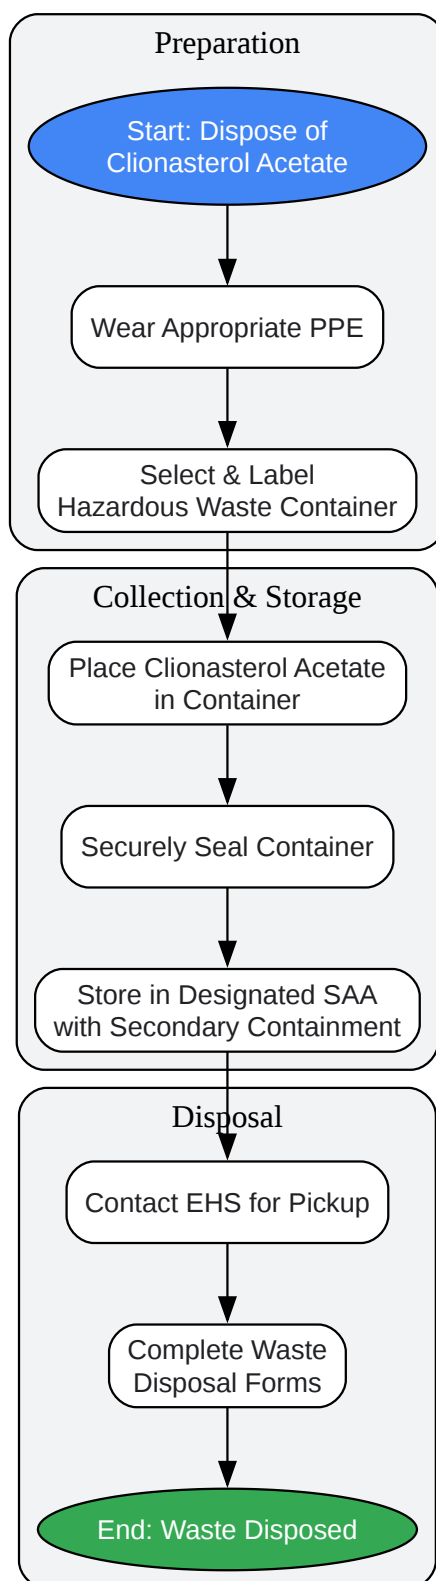 Preparation
Start: Dispose of
Clionasterol Acetate
Wear Appropriate PPE
Select & Label
Hazardous Waste Container
Collection & Storage
Place Clionasterol Acetate
in Container
Securely Seal Container
Store in Designated SAA
with Secondary Containment
Disposal
Contact EHS for Pickup
Complete Waste
Disposal Forms
End: Waste Disposed